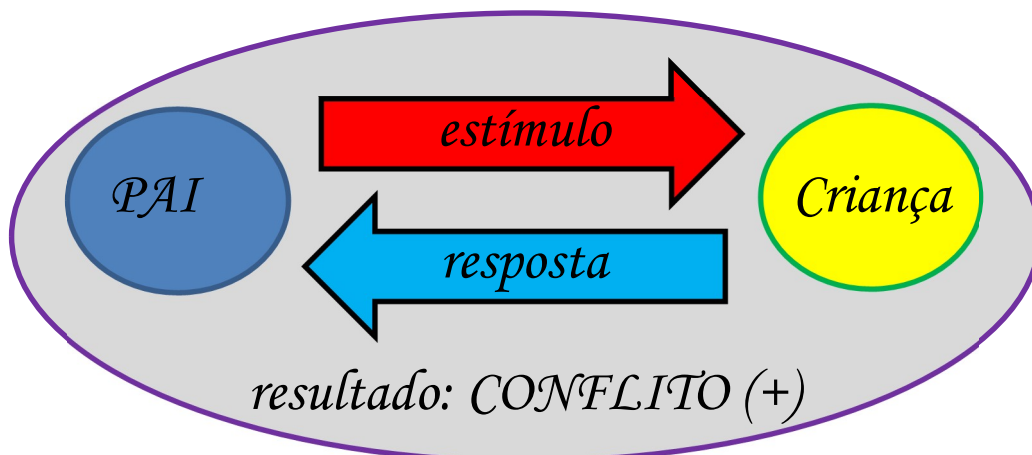 estímulo
PAI
Criança
resposta
resultado: CONFLITO (+)